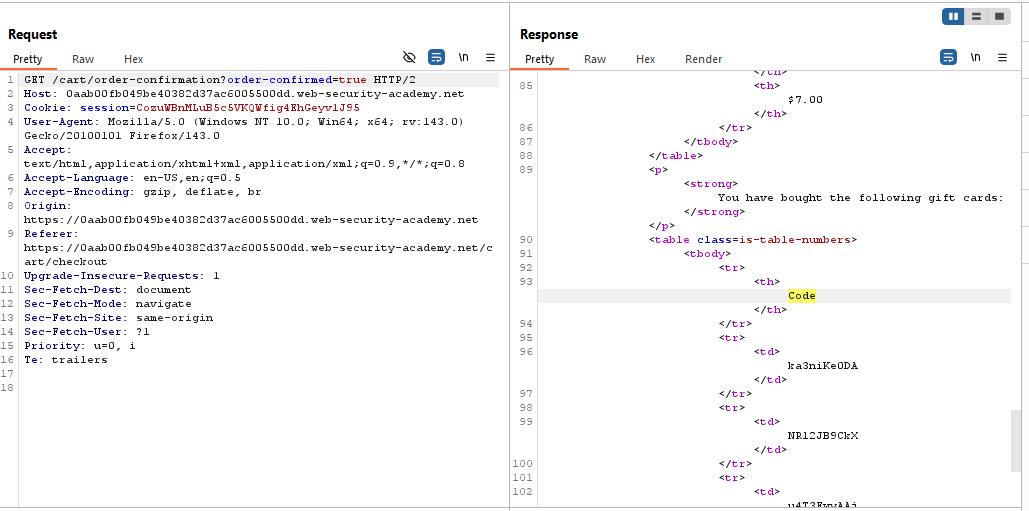 Request
Pretty Raw Hex
\n
1 GET /cart/order-confirmation?order-confirmed=true HTTP/2
2 Host: 0aab00fb049be40382d37ac6005500dd.web-security-academy.net
3 Cookie: session=CozuWBnMLuB5c5VKQWfig4EhGeyvlJ95
4 User-Agent: Mozilla/5.0 (Windows NT 10.0; Win64; x64; rv:143.0)
Gecko/20100101 Firefox/143.0
5 Accept:
text/html,application/xhtml+xml,application/xml;q=0.9,*/*;q=0.8
6 Accept-Language: en-US,en;q=0.5
7 Accept-Encoding: gzip, deflate, br
8 Origin:
https://0aab00fb049be40382d37ac6005500dd.web-security-academy.net
9 Referer:
https://0aab00fb049be40382d37ac6005500dd.web-security-academy.net/c
art/checkout
10 Upgrade-Insecure-Requests: 1
11 Sec-Fetch-Dest: document
12 Sec-Fetch-Mode: navigate
13 Sec-Fetch-Site: same-origin
14 Sec-Fetch-User: ?1
15 Priority: u=0, i
16 Te: trailers
17
18
Response
Pretty Raw Hex Render
\n
</th>
85 <th>
$7.00
</th>
86 </tr>
87 </tbody>
88 </table>
89 <p>
<strong>
You have bought the following gift cards:
</strong>
</p>
90 <table class=is-table-numbers>
91 <tbody>
92 <tr>
93 <th>
Code
</th>
94 </tr>
95 <tr>
96 <td>
ka3niKe0DA
</td>
97 </tr>
98 <tr>
99 <td>
NR12JB9CkX
</td>
100 </tr>
101 <tr>
102 <td>